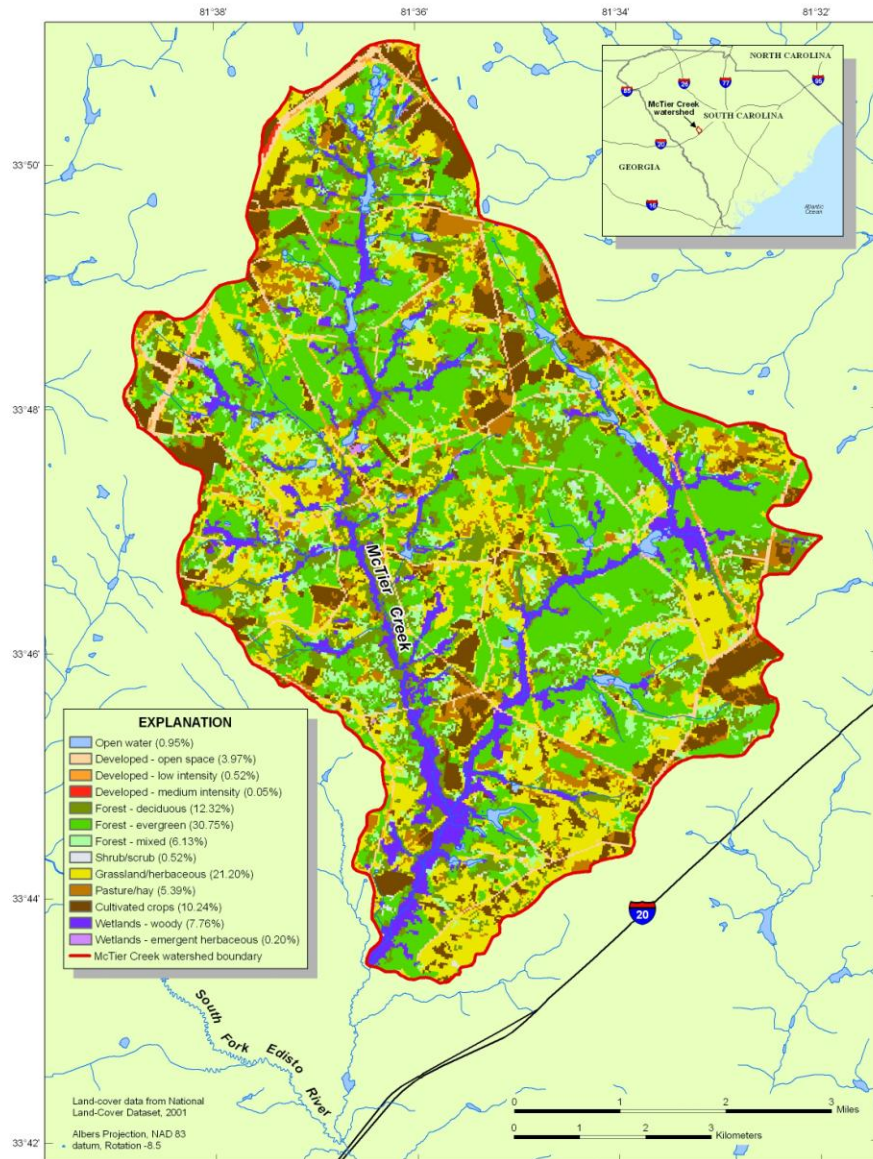 81°38'
81°36'
81°34'
81°32'
NORTH CAROLINA
85
26
77
95
McTier Creek
watershed
SOUTH CAROLINA
20
GEORGIA
16
Atlantic
Ocean
33°50'
33°48'
33°46'
33°44'
33°42'
McTier Creek
EXPLANATION
Open water (0.95%)
Developed - open space (3.97%)
Developed - low intensity (0.52%)
Developed - medium intensity (0.05%)
Forest - deciduous (12.32%)
Forest - evergreen (30.75%)
Forest - mixed (6.13%)
Shrub/scrub (0.52%)
Grassland/herbaceous (21.20%)
Pasture/hay (5.39%)
Cultivated crops (10.24%)
Wetlands - woody (7.76%)
Wetlands - emergent herbaceous (0.20%)
McTier Creek watershed boundary
20
South Fork Edisto River
Land-cover data from National
Land-Cover Dataset, 2001
Albers Projection, NAD 83
datum, Rotation -8.5
0 1 2 3 Miles
0 1 2 3 Kilometers